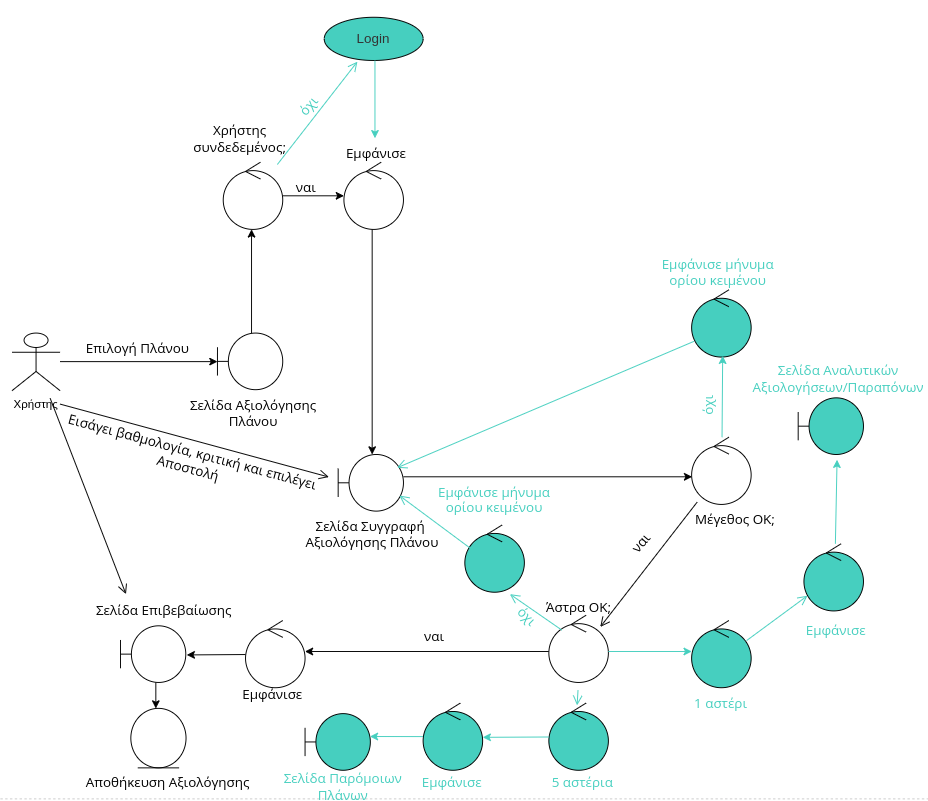 Login
όχι
Χρήστης
συνδεδεμένος;
Εμφάνισε
ναι
Εμφάνισε μήνυμα
ορίου κειμένου
Επιλογή Πλάνου
Σελίδα Αναλυτικών
Αξιολογήσεων/Παραπόνων
όχι
Χρήστης
Σελίδα Αξιολόγησης
Πλάνου
Εισάγει βαθμολογία, κριτική και επιλέγει
Αποστολή
Εμφάνισε μήνυμα
ορίου κειμένου
Σελίδα Συγγραφή
Αξιολόγησης Πλάνου
Μέγεθος ΟΚ;
ναι
Σελίδα Επιβεβαίωσης
Άστρα ΟΚ;
όχι
Εμφάνισε
ναι
Εμφάνισε
1 αστέρι
Αποθήκευση Αξιολόγησης
Σελίδα Παρόμοιων
Πλάνων
Εμφάνισε
5 αστέρια